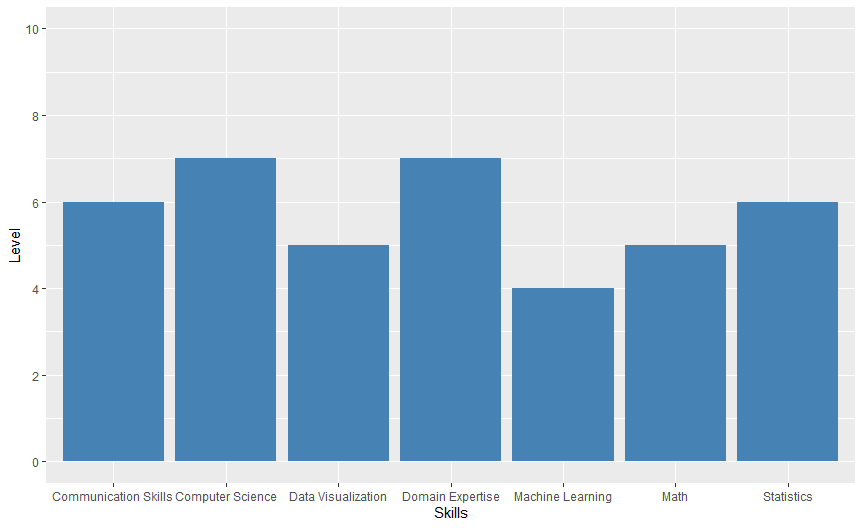 10
8
6
4
2
0
Level
Communication Skills Computer Science Data Visualization Domain Expertise Machine Learning Math Statistics
Skills